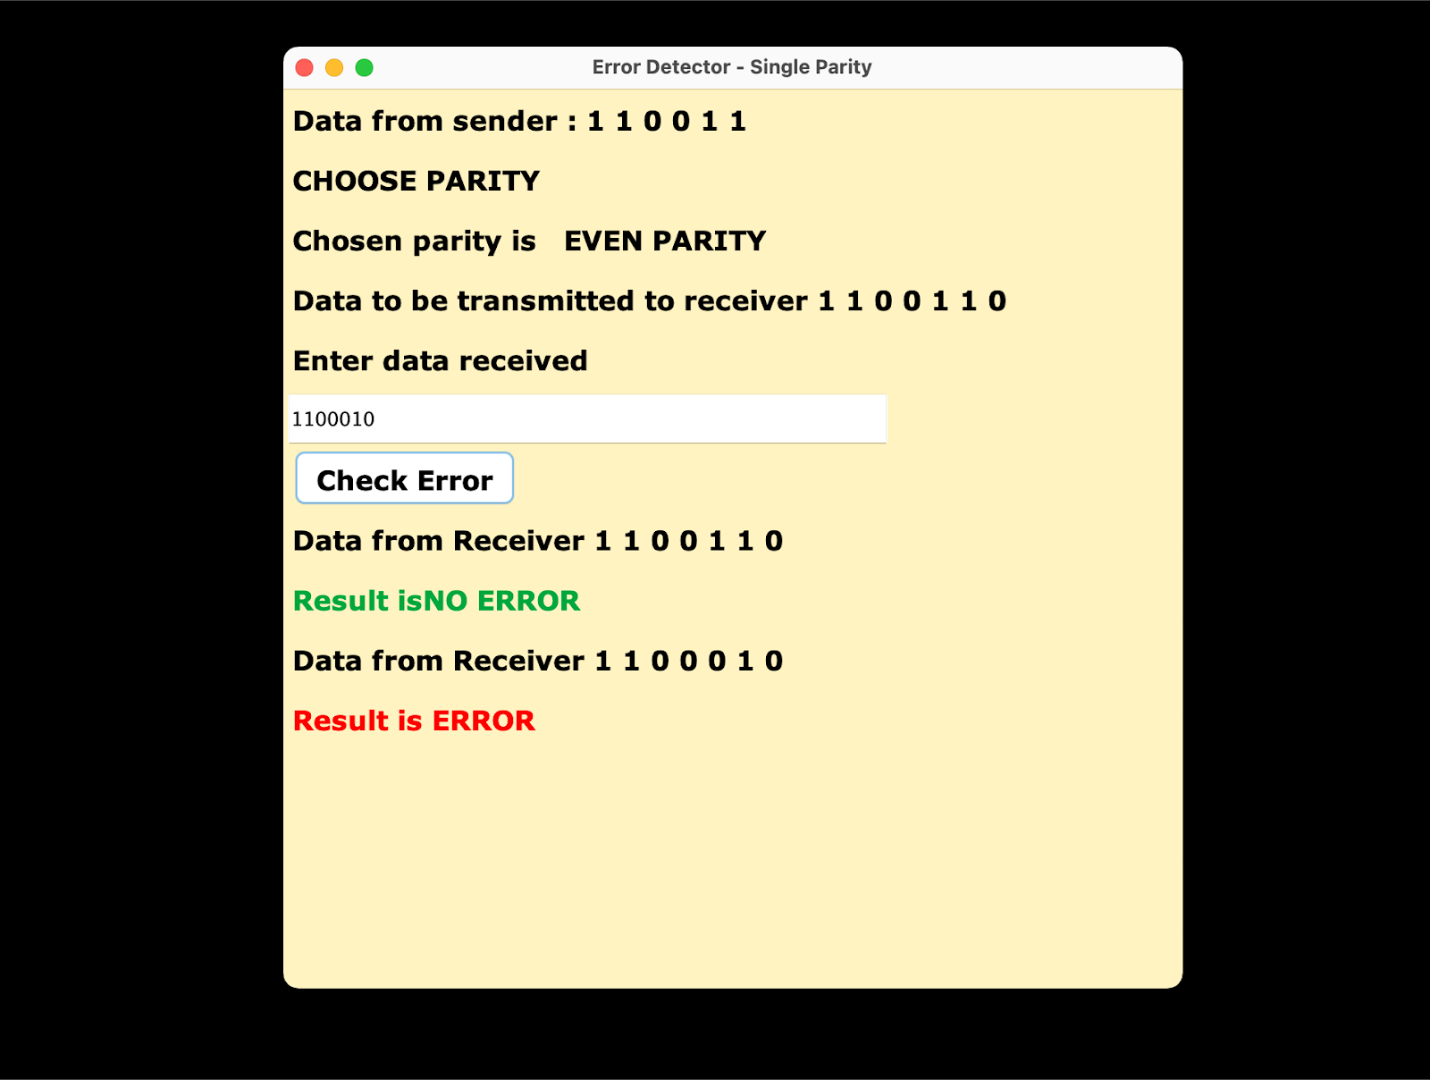 Error Detector - Single Parity
Data from sender : 1 1 0 0 1 1
CHOOSE PARITY
Chosen parity is   EVEN PARITY
Data to be transmitted to receiver 1 1 0 0 1 1 0
Enter data received
1100010
Check Error
Data from Receiver 1 1 0 0 1 1 0
Result isNO ERROR
Data from Receiver 1 1 0 0 0 1 0
Result is ERROR